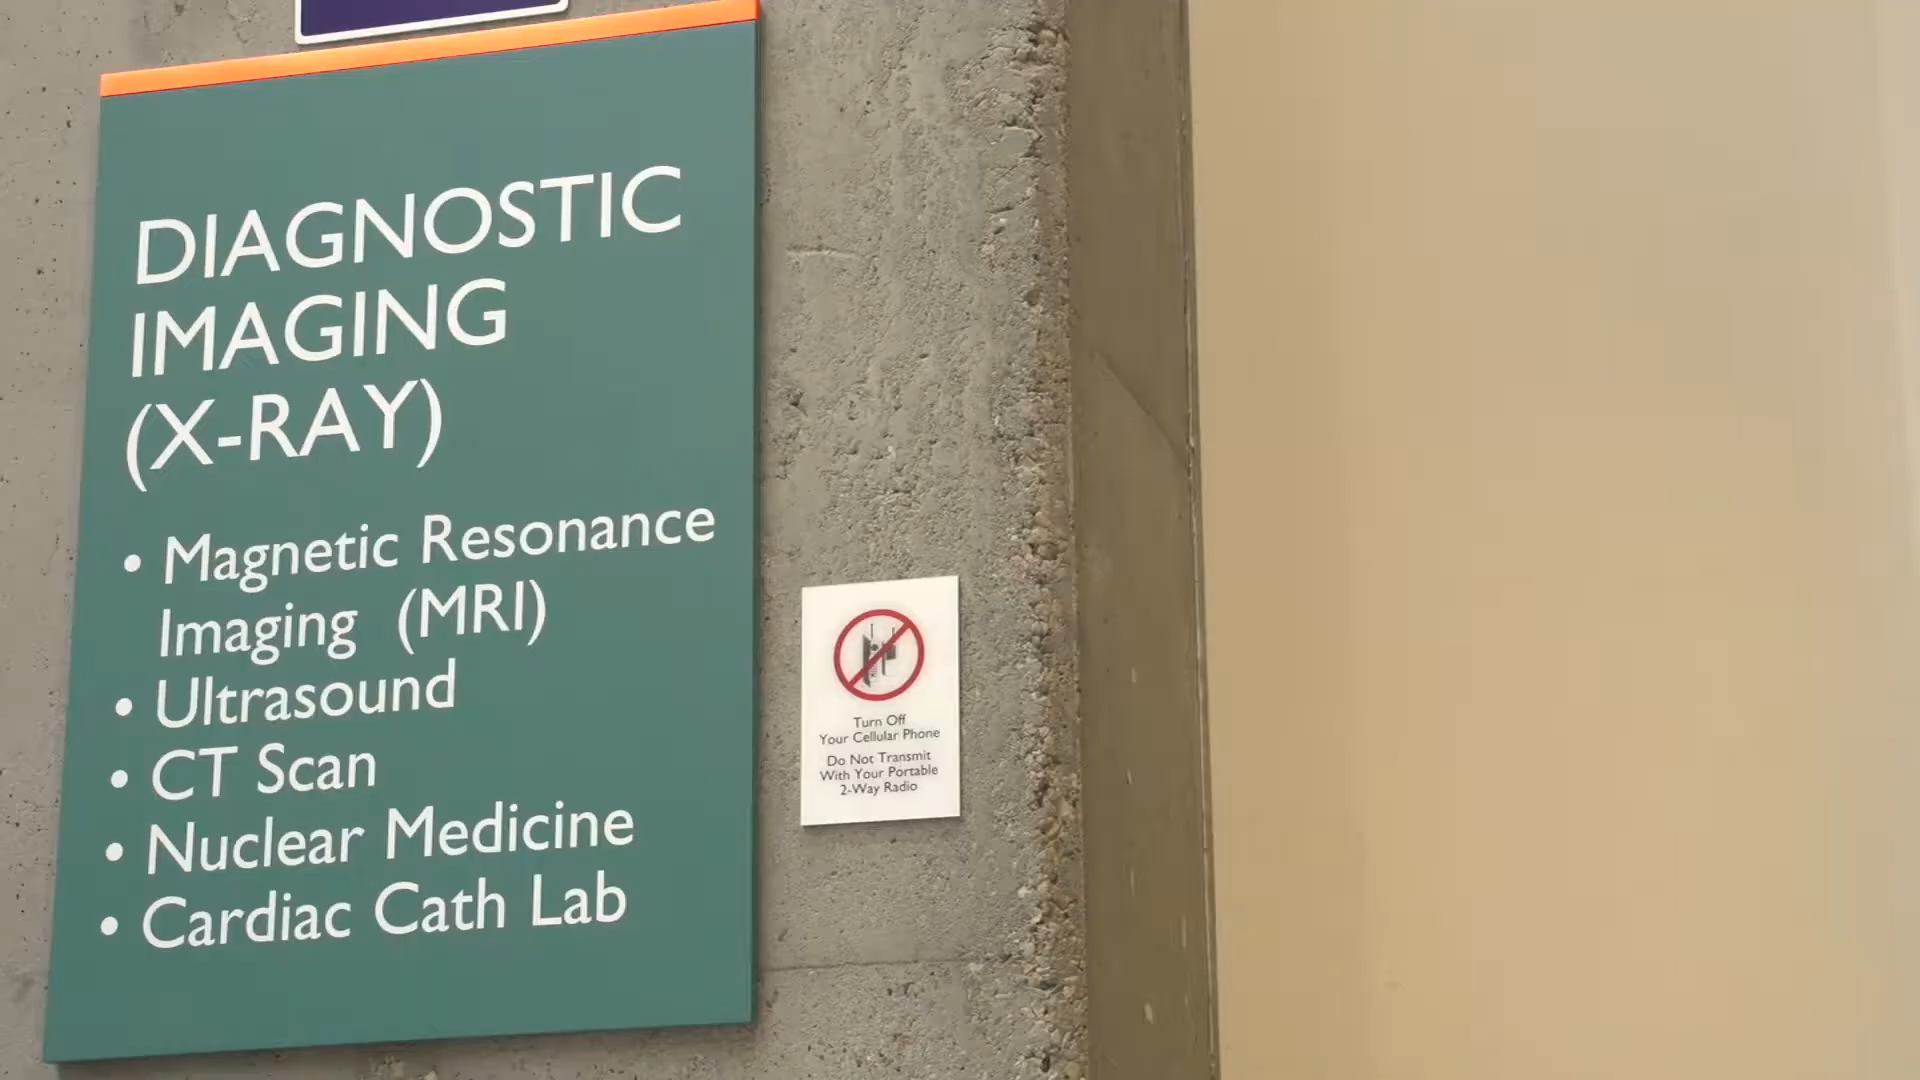 DIAGNOSTIC
IMAGING
(X-RAY)
• Magnetic Resonance
Imaging (MRI)
• Ultrasound
• CT Scan
• Nuclear Medicine
• Cardiac Cath Lab
Turn Off
Your Cellular Phone
Do Not Transmit
With Your Portable
2-Way Radio